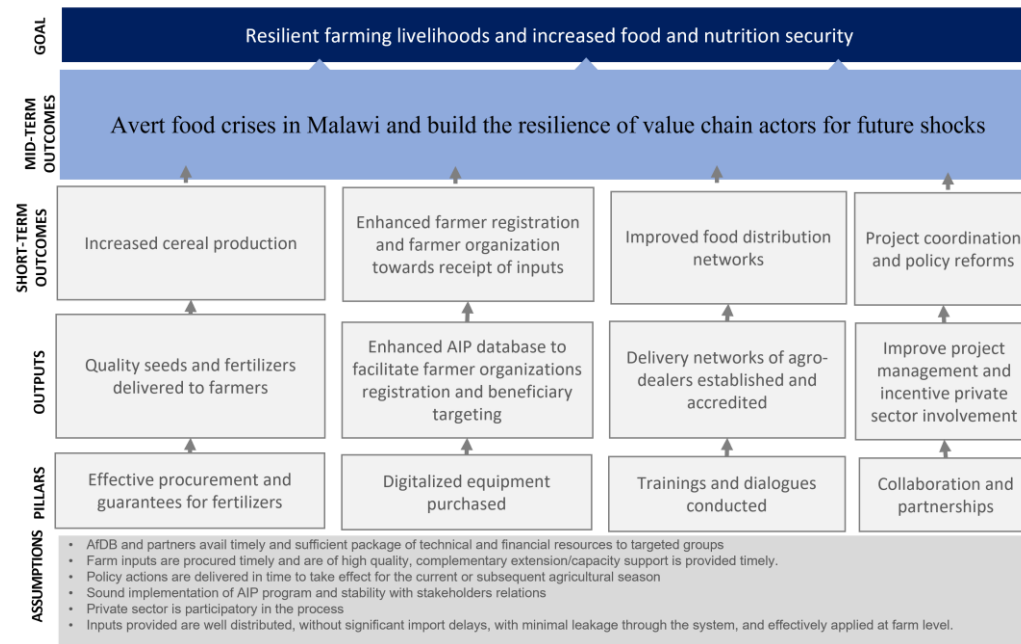 GOAL
Resilient farming livelihoods and increased food and nutrition security
MID-TERM
OUTCOMES
Avert food crises in Malawi and build the resilience of value chain actors for future shocks
SHORT-TERM
OUTCOMES
Increased cereal production
Enhanced farmer registration
and farmer organization
towards receipt of inputs
Improved food distribution
networks
Project coordination
and policy reforms
OUTPUTS
Quality seeds and fertilizers
delivered to farmers
Enhanced AIP database to
facilitate farmer organizations
registration and beneficiary
targeting
Delivery networks of agro-
dealers established and
accredited
Improve project
management and
incentive private
sector involvement
PILLARS
Effective procurement and
guarantees for fertilizers
Digitalized equipment
purchased
Trainings and dialogues
conducted
Collaboration and
partnerships
ASSUMPTIONS
• AfDB and partners avail timely and sufficient package of technical and financial resources to targeted groups
• Farm inputs are procured timely and are of high quality, complementary extension/capacity support is provided timely.
• Policy actions are delivered in time to take effect for the current or subsequent agricultural season
• Sound implementation of AIP program and stability with stakeholders relations
• Private sector is participatory in the process
• Inputs provided are well distributed, without significant import delays, with minimal leakage through the system, and effectively applied at farm level.